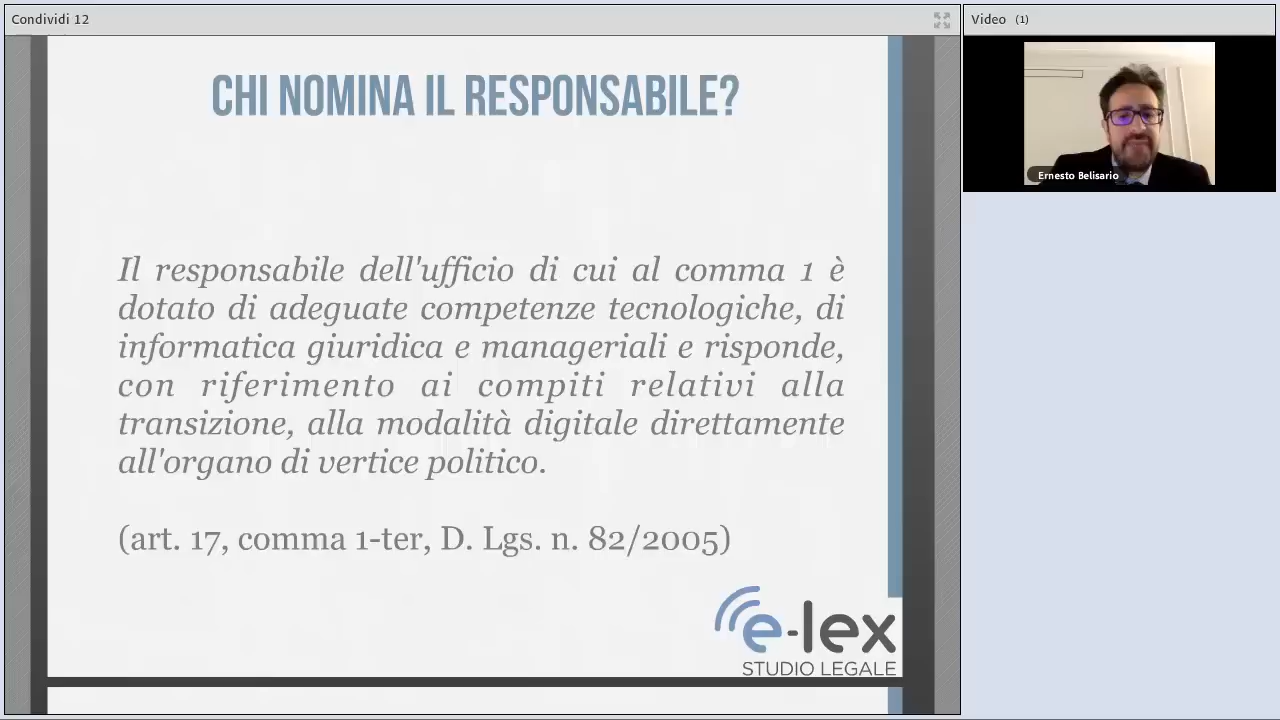 Condividi 12
Video (1)
CHI NOMINA IL RESPONSABILE?
Il responsabile dell'ufficio di cui al comma 1 è
dotato di adeguate competenze tecnologiche, di
informatica giuridica e manageriali e risponde,
con riferimento ai compiti relativi alla
transizione, alla modalità digitale direttamente
all'organo di vertice politico.
(art. 17, comma 1-ter, D. Lgs. n. 82/2005)
e-lex
STUDIO LEGALE
Ernesto Belisario